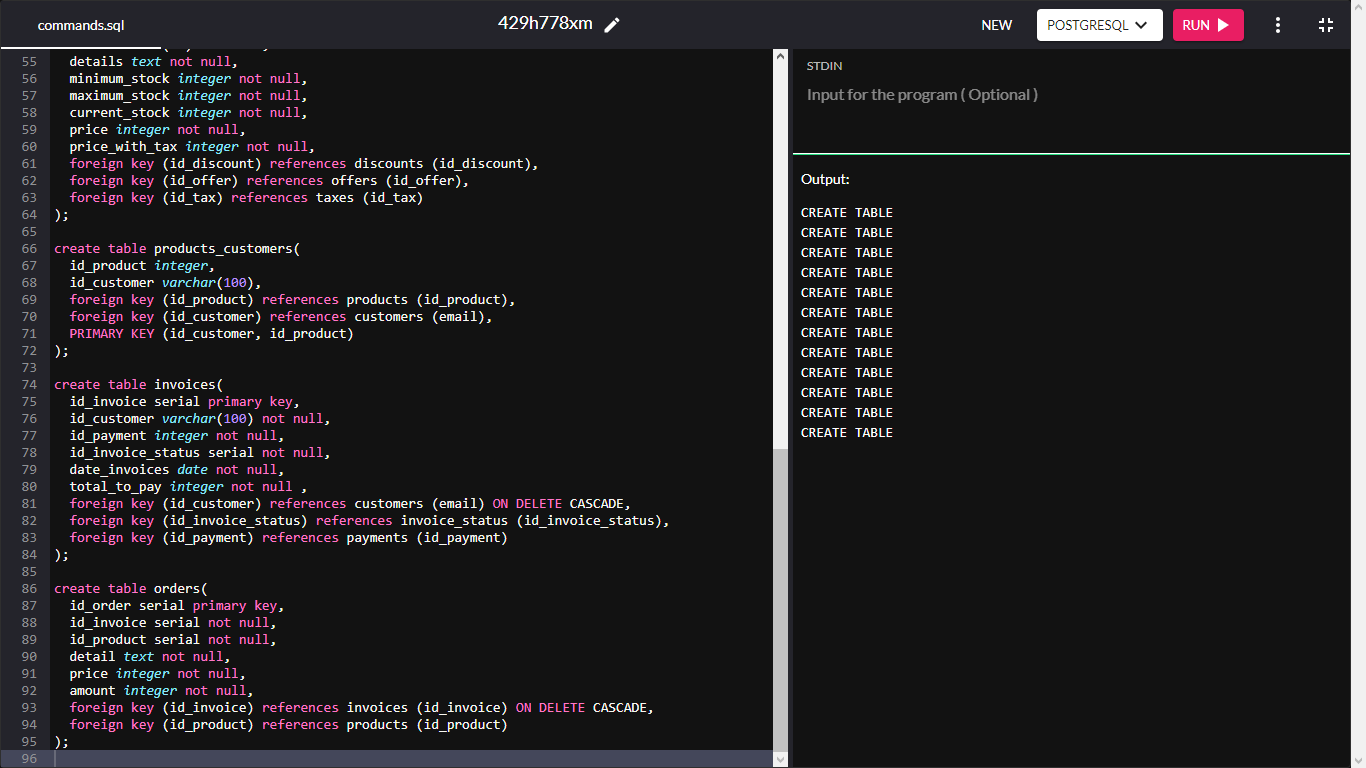 commands.sql
429h778xm
NEW
POSTGRESQL
RUN
55 details text not null,
56 minimum_stock integer not null,
57 maximum_stock integer not null,
58 current_stock integer not null,
59 price integer not null,
60 price_with_tax integer not null,
61 foreign key (id_discount) references discounts (id_discount),
62 foreign key (id_offer) references offers (id_offer),
63 foreign key (id_tax) references taxes (id_tax)
64 );
65
66 create table products_customers(
67 id_product integer,
68 id_customer varchar(100),
69 foreign key (id_product) references products (id_product),
70 foreign key (id_customer) references customers (email),
71 PRIMARY KEY (id_customer, id_product)
72 );
73
74 create table invoices(
75 id_invoice serial primary key,
76 id_customer varchar(100) not null,
77 id_payment integer not null,
78 id_invoice_status serial not null,
79 date_invoices date not null,
80 total_to_pay integer not null ,
81 foreign key (id_customer) references customers (email) ON DELETE CASCADE,
82 foreign key (id_invoice_status) references invoice_status (id_invoice_status),
83 foreign key (id_payment) references payments (id_payment)
84 );
85
86 create table orders(
87 id_order serial primary key,
88 id_invoice serial not null,
89 id_product serial not null,
90 detail text not null,
91 price integer not null,
92 amount integer not null,
93 foreign key (id_invoice) references invoices (id_invoice) ON DELETE CASCADE,
94 foreign key (id_product) references products (id_product)
95 );
96
STDIN
Input for the program ( Optional )
Output:
CREATE TABLE
CREATE TABLE
CREATE TABLE
CREATE TABLE
CREATE TABLE
CREATE TABLE
CREATE TABLE
CREATE TABLE
CREATE TABLE
CREATE TABLE
CREATE TABLE
CREATE TABLE